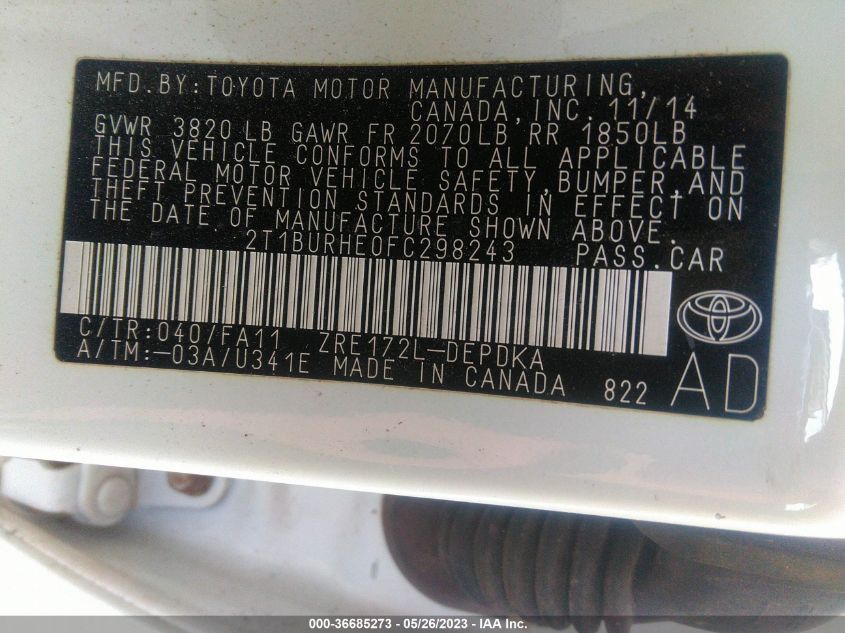 MFD.BY:TOYOTA MOTOR MANUFACTURING,
CANADA,INC. 11/14
GVWR 3820 LB GAWR FR 2070LB RR 1850LB
THIS VEHICLE CONFORMS TO ALL APPLICABLE
FEDERAL MOTOR VEHICLE SAFETY,BUMPER,AND
THEFT PREVENTION STANDARDS IN EFFECT ON
THE DATE OF MANUFACTURE SHOWN ABOVE.
2T1BURHE0FC298243 PASS.CAR
C/TR:040/FA11 ZRE172L-DEPDKA
A/TM:-03A/U341E MADE IN CANADA 822
AD
000-36685273 - 05/26/2023 - IAA Inc.